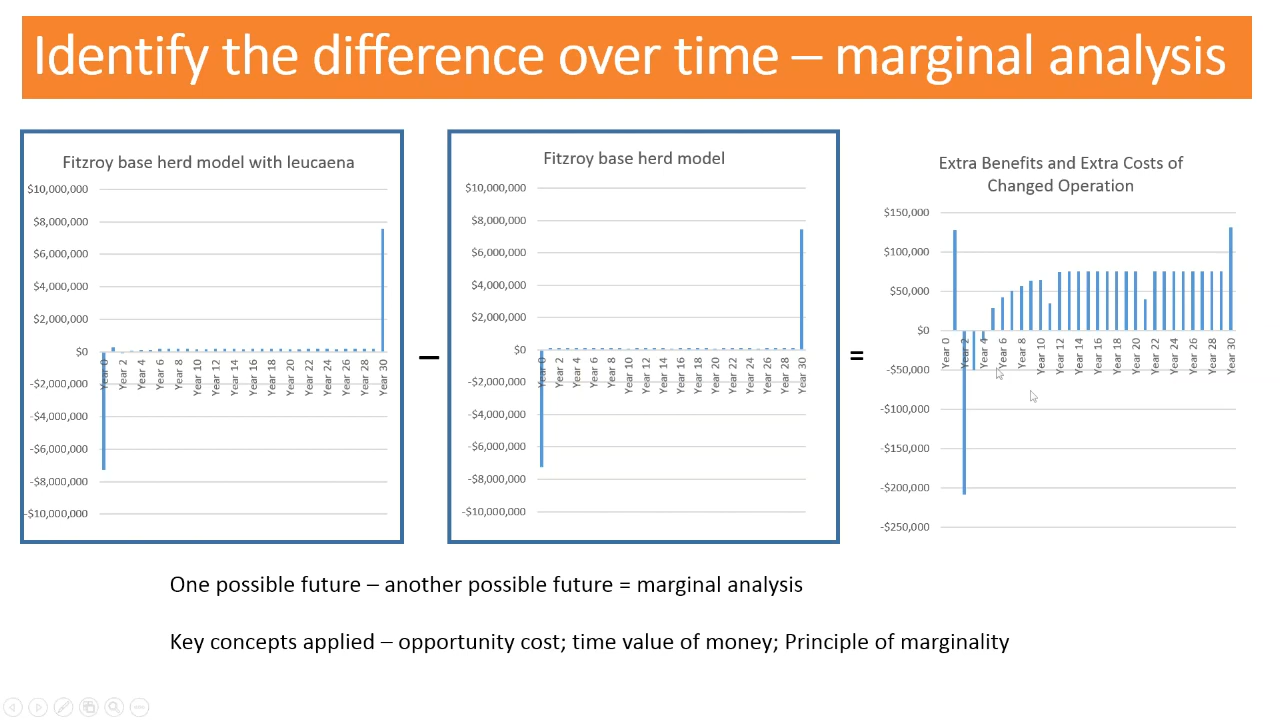 Identify the difference over time – marginal analysis
Fitzroy base herd model with leucaena
$10,000,000
$8,000,000
$6,000,000
$4,000,000
$2,000,000
$0
-$2,000,000
-$4,000,000
-$6,000,000
-$8,000,000
-$10,000,000
Year 0
Year 2
Year 4
Year 6
Year 8
Year 10
Year 12
Year 14
Year 16
Year 18
Year 20
Year 22
Year 24
Year 26
Year 28
Year 30
–
Fitzroy base herd model
$10,000,000
$8,000,000
$6,000,000
$4,000,000
$2,000,000
$0
-$2,000,000
-$4,000,000
-$6,000,000
-$8,000,000
-$10,000,000
Year 0
Year 2
Year 4
Year 6
Year 8
Year 10
Year 12
Year 14
Year 16
Year 18
Year 20
Year 22
Year 24
Year 26
Year 28
Year 30
=
Extra Benefits and Extra Costs of
Changed Operation
$150,000
$100,000
$50,000
$0
-$50,000
-$100,000
-$150,000
-$200,000
-$250,000
Year 0
Year 2
Year 4
Year 6
Year 8
Year 10
Year 12
Year 14
Year 16
Year 18
Year 20
Year 22
Year 24
Year 26
Year 28
Year 30
One possible future – another possible future = marginal analysis
Key concepts applied – opportunity cost; time value of money; Principle of marginality